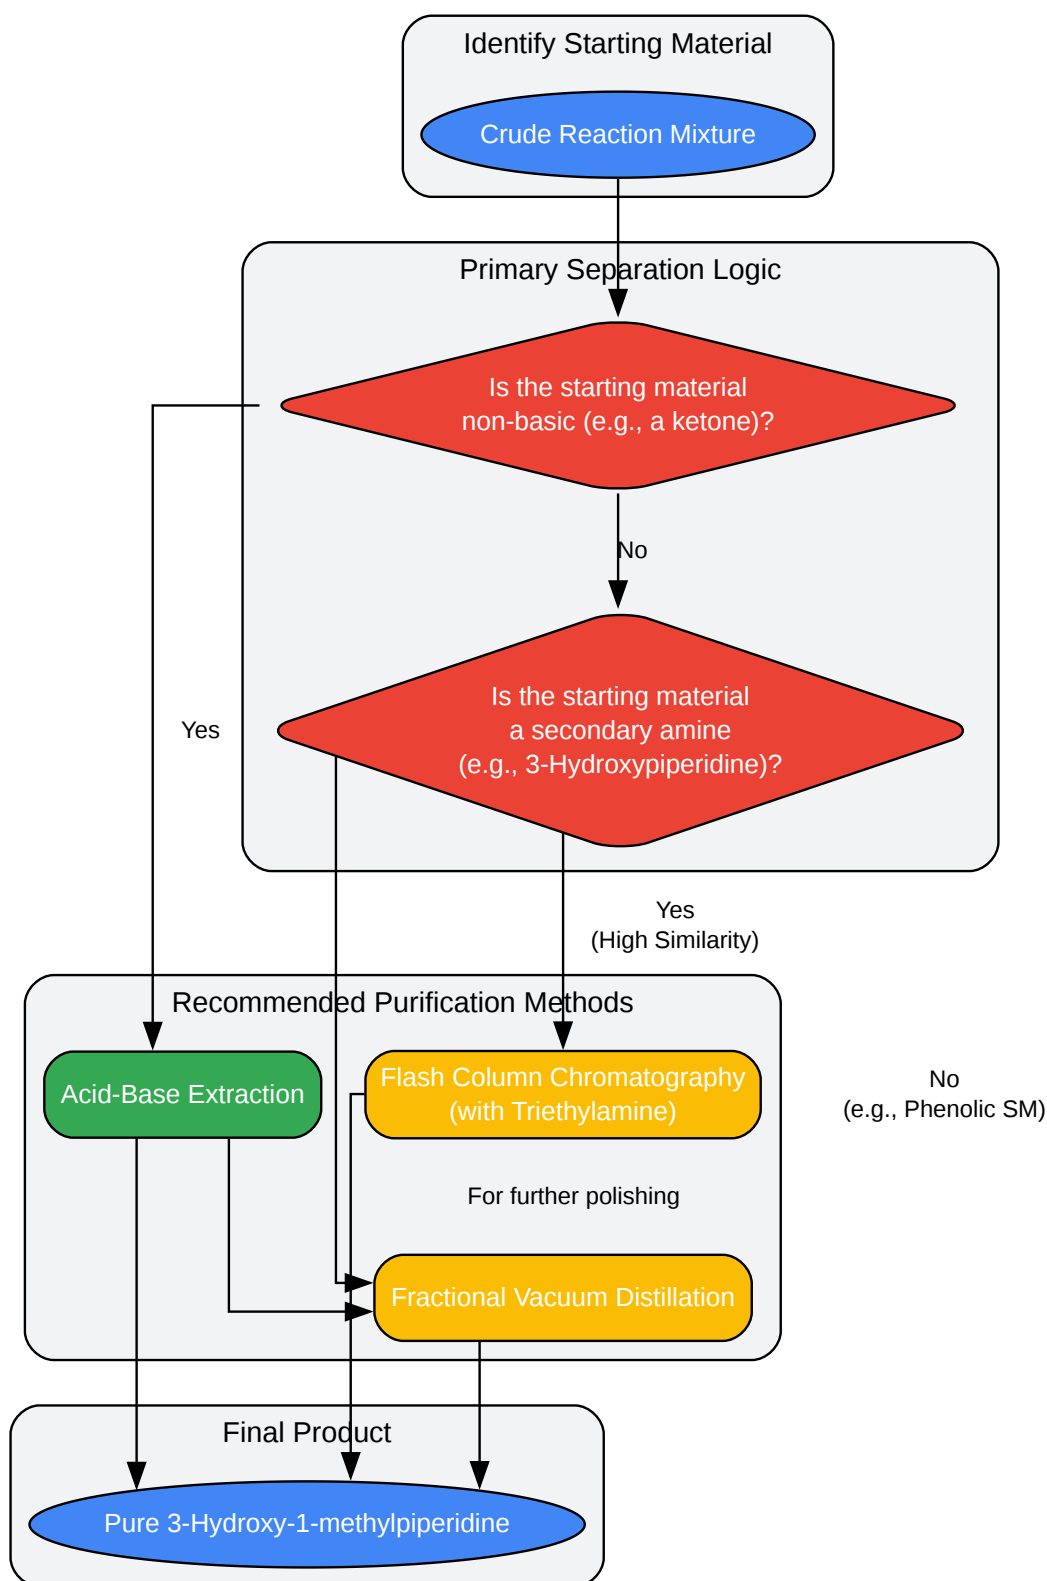 Identify Starting Material
Crude Reaction Mixture
Primary Separation Logic
Is the starting material
non-basic (e.g., a ketone)?
No
Is the starting material
a secondary amine
(e.g., 3-Hydroxypiperidine)?
Yes
Yes
(High Similarity)
Recommended Purification Methods
Acid-Base Extraction
Flash Column Chromatography
(with Triethylamine)
No
(e.g., Phenolic SM)
For further polishing
Fractional Vacuum Distillation
Final Product
Pure 3-Hydroxy-1-methylpiperidine